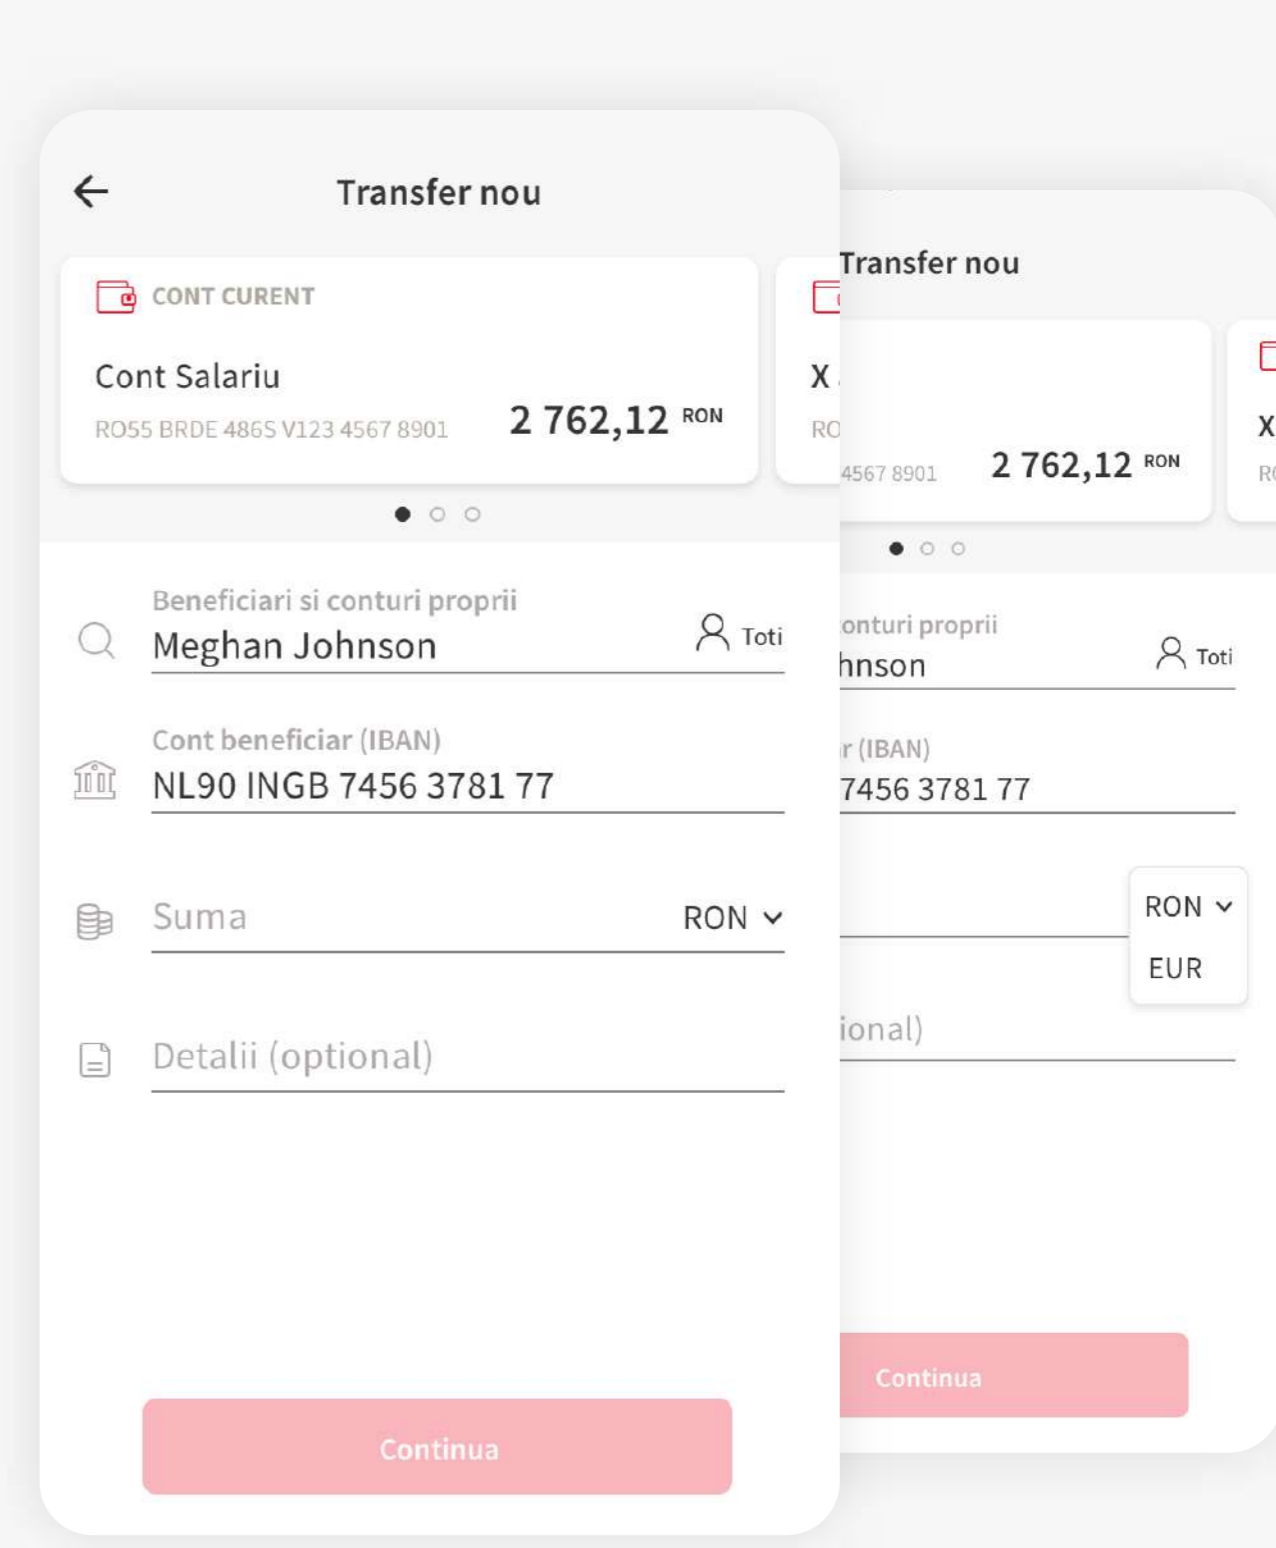 Transfer nou
CONT CURENT
Cont Salariu
RO55 BRDE 486S V123 4567 8901
2 762,12 RON
X
RO
Beneficiari si conturi proprii
Meghan Johnson
Toti
Cont beneficiar (IBAN)
NL90 INGB 7456 3781 77
Suma
RON
Detalii (optional)
Continua
Transfer nou
4567 8901
2 762,12 RON
X
onturi proprii
hnson
Toti
r (IBAN)
7456 3781 77
RON
EUR
ional)
Continua